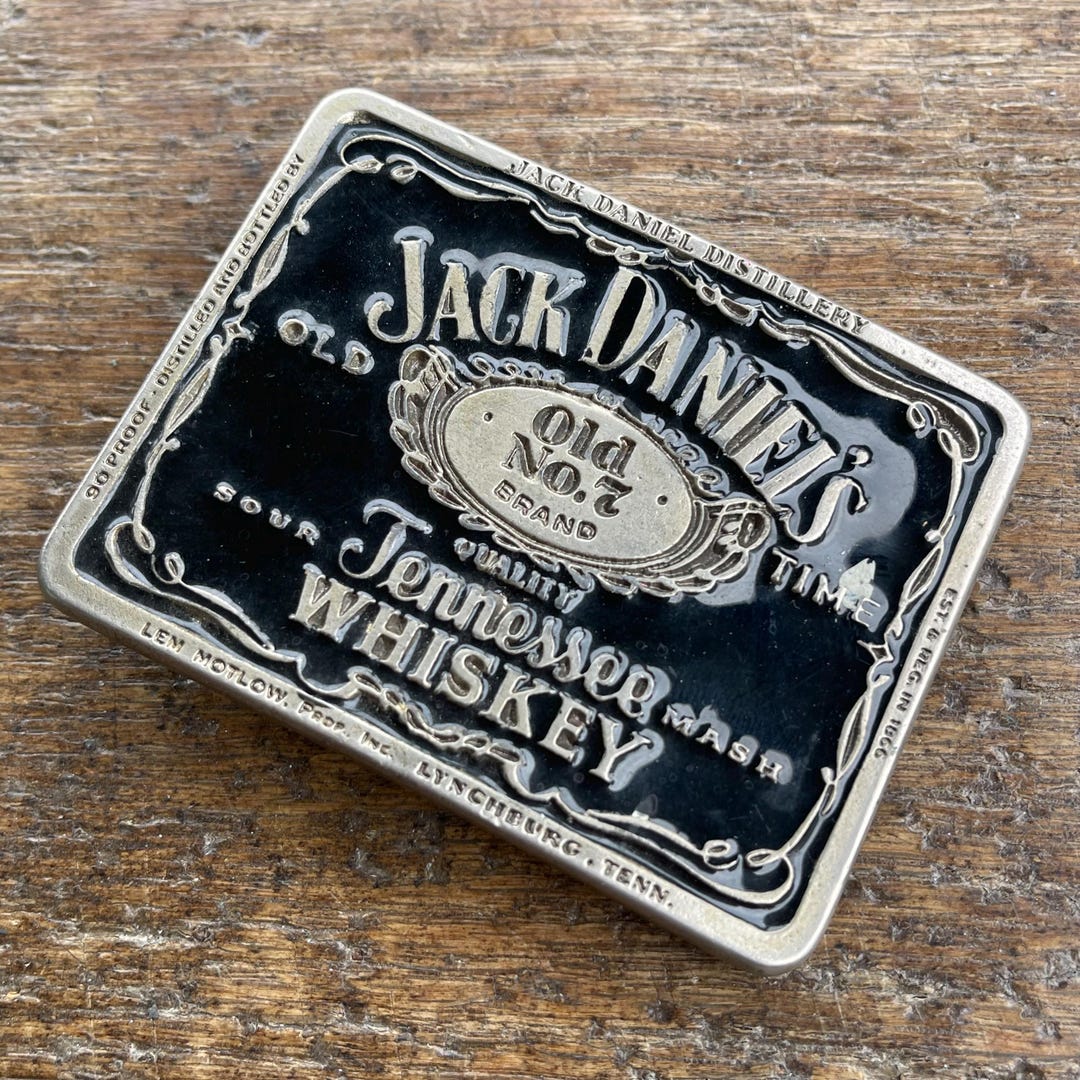 JACK DANIEL DISTILLERY
90 PROOF · DISTILLED AND BOTTLED BY
JACK DANIEL'S
OLD TIME
Old
No. 7
BRAND
QUALITY
Tennessee
SOUR MASH
WHISKEY
EST. & REG. IN 1866
LEM MOTLOW, PROP. INC. LYNCHBURG · TENN.